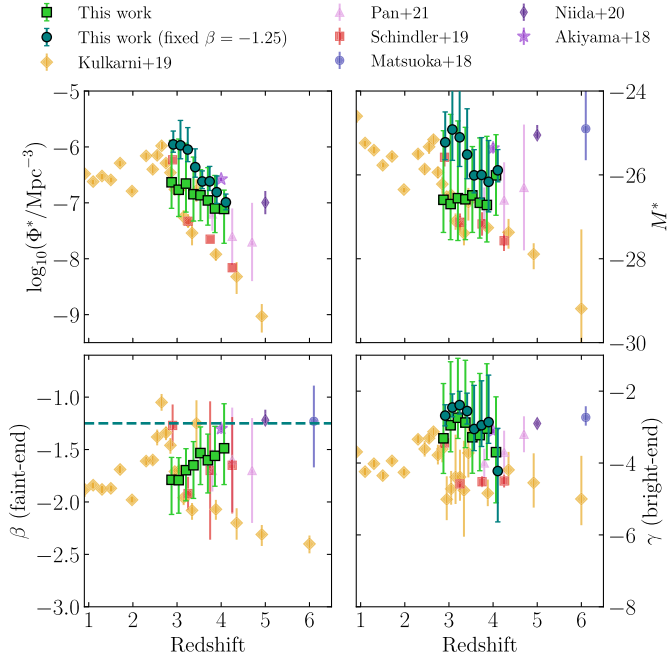 This work
This work (fixed β = −1.25)
Kulkarni+19
Pan+21
Schindler+19
Matsuoka+18
Niida+20
Akiyama+18
log₁₀(Φ*/Mpc⁻³)
−5
−6
−7
−8
−9
M*
−24
−26
−28
−30
β (faint-end)
−1.0
−1.5
−2.0
−2.5
−3.0
γ (bright-end)
−2
−4
−6
−8
1 2 3 4 5 6
Redshift
1 2 3 4 5 6
Redshift